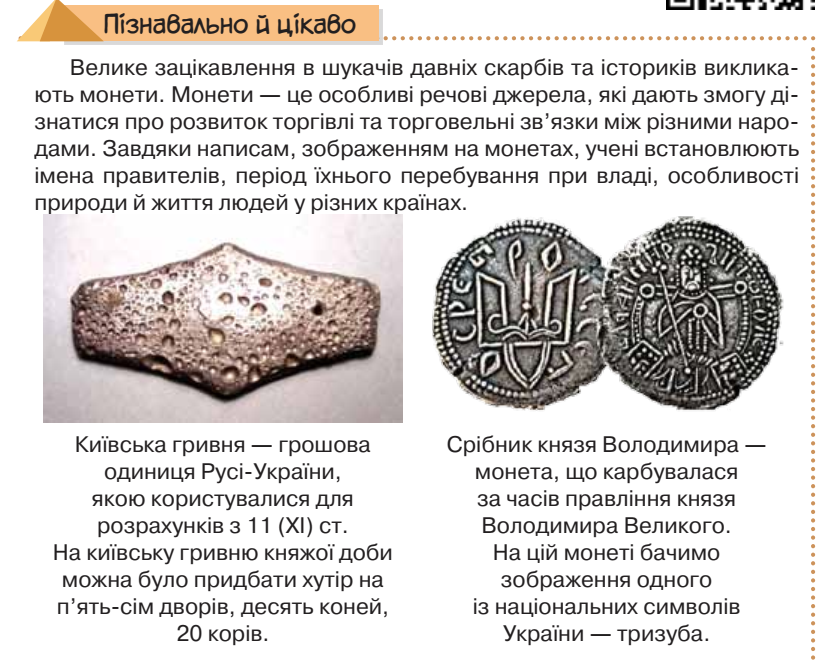 Пізнавально й цікаво
Велике зацікавлення в шукачів давніх скарбів та істориків виклика-
ють монети. Монети — це особливі речові джерела, які дають змогу ді-
знатися про розвиток торгівлі та торговельні зв’язки між різними наро-
дами. Завдяки написам, зображенням на монетах, учені встановлюють
імена правителів, період їхнього перебування при владі, особливості
природи й життя людей у різних країнах.
Київська гривня — грошова
одиниця Русі-України,
якою користувалися для
розрахунків з 11 (XI) ст.
На київську гривню княжої доби
можна було придбати хутір на
п’ять-сім дворів, десять коней,
20 корів.
Срібник князя Володимира —
монета, що карбувалася
за часів правління князя
Володимира Великого.
На цій монеті бачимо
зображення одного
із національних символів
України — тризуба.